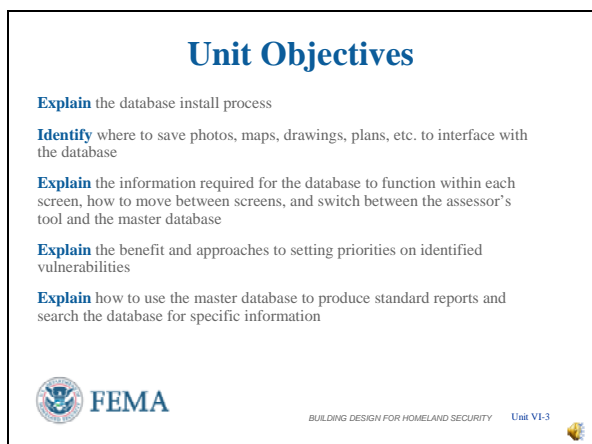 Unit Objectives
Explain the database install process
Identify where to save photos, maps, drawings, plans, etc. to interface with
the database
Explain the information required for the database to function within each
screen, how to move between screens, and switch between the assessor's
tool and the master database
Explain the benefit and approaches to setting priorities on identified
vulnerabilities
Explain how to use the master database to produce standard reports and
search the database for specific information
FEMA
BUILDING DESIGN FOR HOMELAND SECURITY Unit VI-3